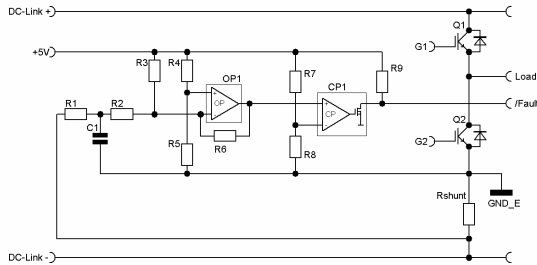 DC-Link +
Q1
G1
+5V
R3
R4
OP1
R7
R9
Load
CP1
R1
R2
+
OP
-
+
CP
-
/Fault
C1
R5
R6
R8
Q2
G2
Rshunt
GND_E
DC-Link -